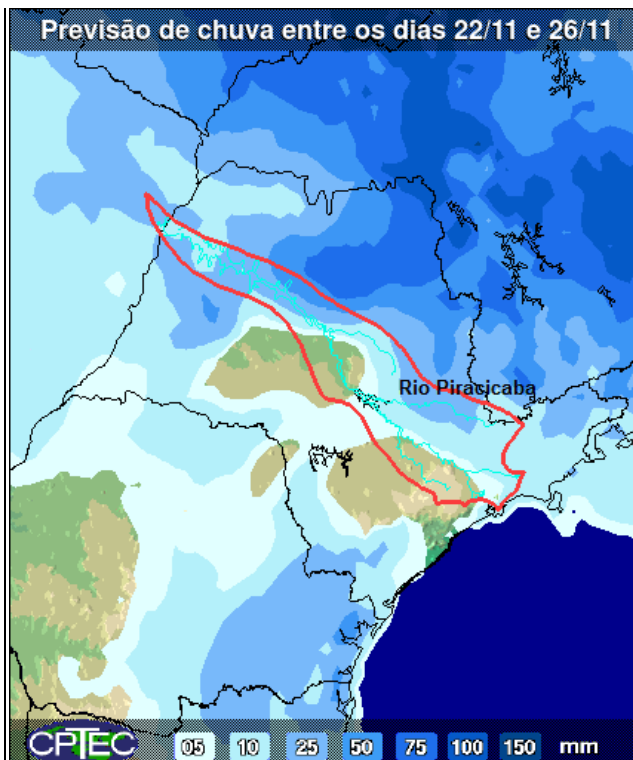 Previsão de chuva entre os dias 22/11 e 26/11
Rio Piracicaba
CPTEC 05 10 25 50 75 100 150 mm